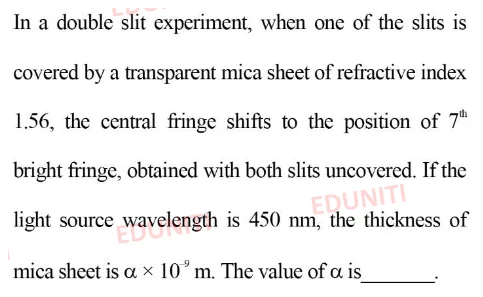 In a double slit experiment, when one of the slits is
covered by a transparent mica sheet of refractive index
1.56, the central fringe shifts to the position of 7th
bright fringe, obtained with both slits uncovered. If the
EDUNITI
light source wavelength is 450 nm, the thickness of
EDUNITI
mica sheet is α × 10⁻⁹ m. The value of α is________.